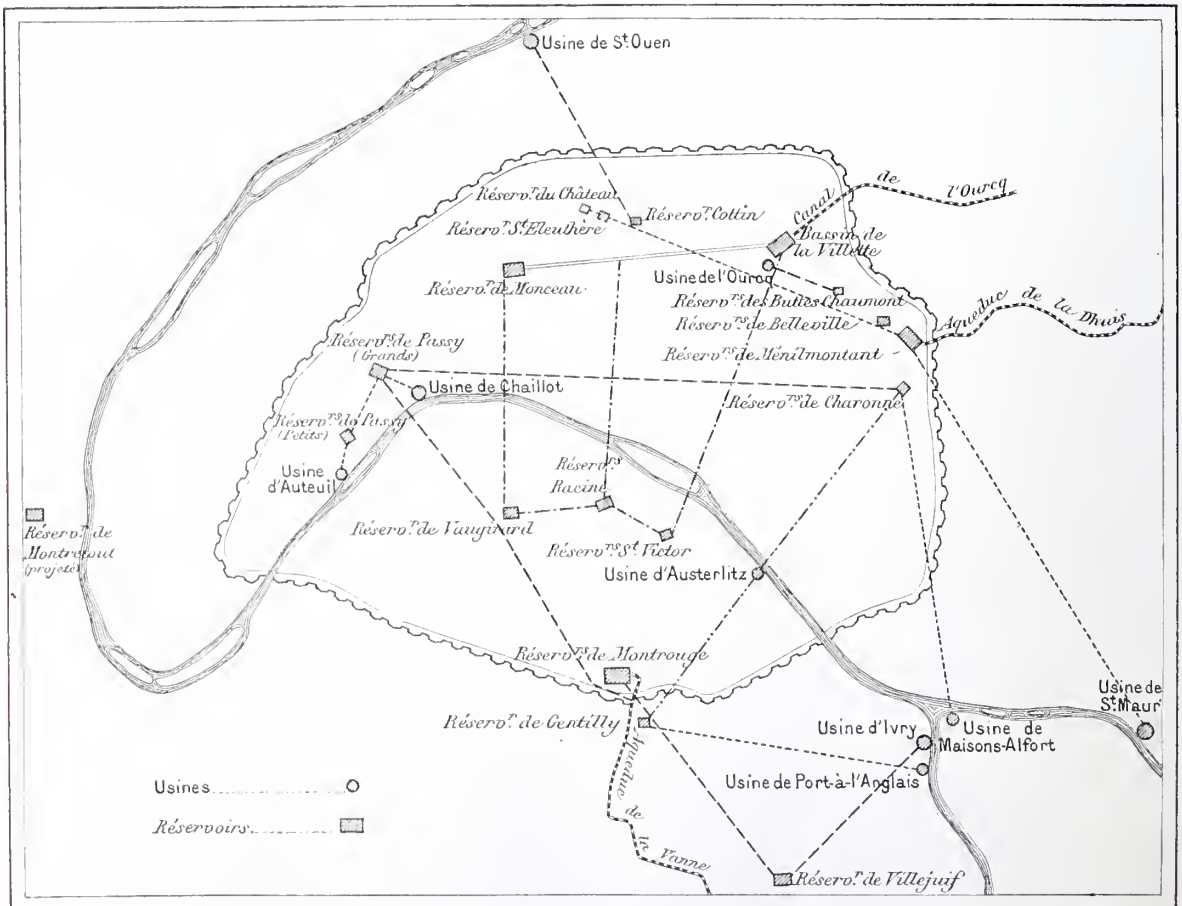 Usine de St. Ouen
Réservr. du Château
Réservr. St. Eleuthère
Réservr. Cottin
Canal de l'Ourcq
Bassin de
la Villette
Réservr. de Monceau
Usine de l'Ourcq
Réservrs. des Buttes Chaumont
Réservrs. de Belleville
Aqueduc de la Dhuis
Réservrs. de Ménilmontant
Réservrs. de Passy
(Grands)
Usine de Chaillot
Réservrs. de Charonne
Réservrs. de Passy
(Petits)
Usine
d'Auteuil
Réservrs.
Racine
Réservr. de
Montretout
(projeté)
Réservr. de Vaugirard
Réservrs. St. Victor
Usine d'Austerlitz
Réservrs. de Montrouge
Réservr. de Gentilly
Usine d'Ivry
Usine de
Maisons-Alfort
Usine de
St. Maur
Usine de Port-à-l'Anglais
Aqueduc de la Vanne
Usines
Réservoirs
Réservr. de Villejuif